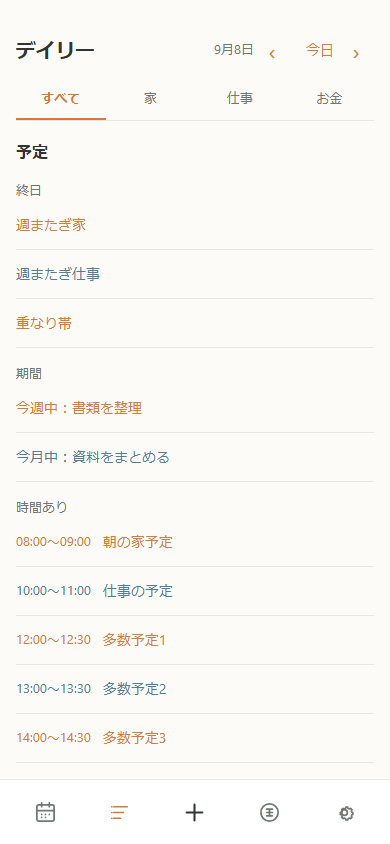 デイリー
9月8日 ‹ 今日 ›
すべて 家 仕事 お金
予定
終日
週またぎ家
週またぎ仕事
重なり帯
期間
今週中：書類を整理
今月中：資料をまとめる
時間あり
08:00〜09:00 朝の家予定
10:00〜11:00 仕事の予定
12:00〜12:30 多数予定1
13:00〜13:30 多数予定2
14:00〜14:30 多数予定3